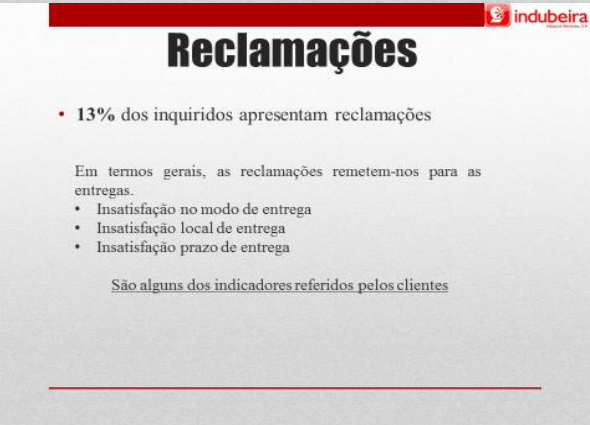 indubeira
Reclamações
• 13% dos inquiridos apresentam reclamações
Em termos gerais, as reclamações remetem-nos para as
entregas.
• Insatisfação no modo de entrega
• Insatisfação local de entrega
• Insatisfação prazo de entrega
São alguns dos indicadores referidos pelos clientes